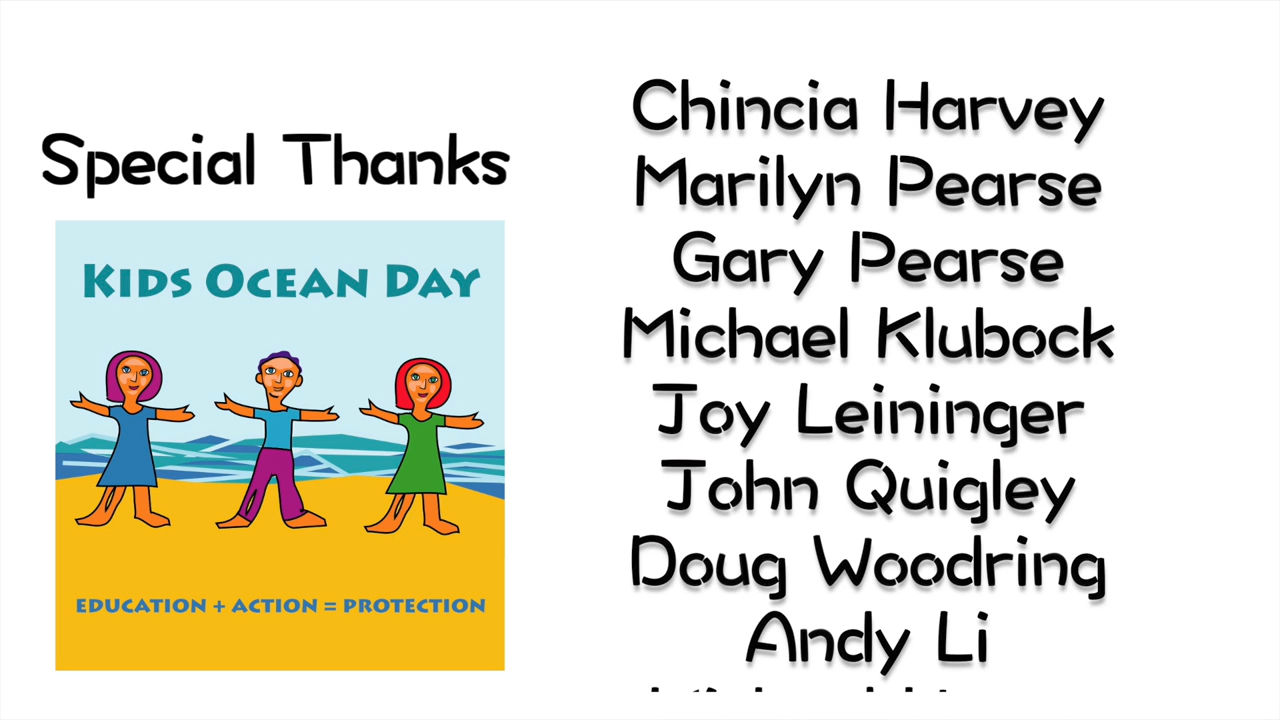 Special Thanks
KIDS OCEAN DAY
EDUCATION + ACTION = PROTECTION
Chincia Harvey
Marilyn Pearse
Gary Pearse
Michael Klubock
Joy Leininger
John Quigley
Doug Woodring
Andy Li